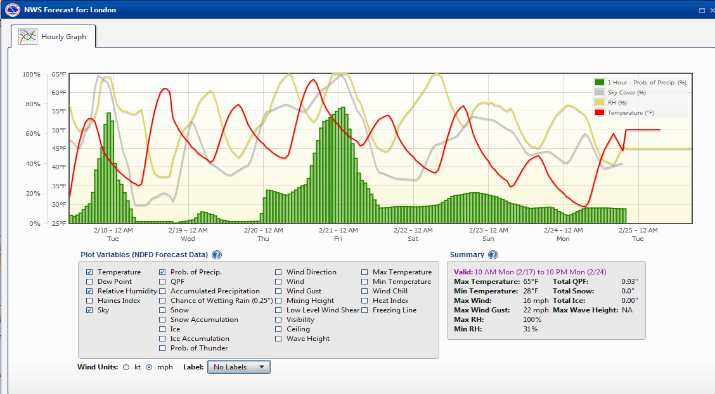 NWS Forecast for: London
Hourly Graph
100% 65°F
60°F
80% 55°F
60% 50°F
45°F
40% 40°F
35°F
20% 30°F
0% 25°F
1 Hour - Prob. of Precip. (%)
Sky Cover (%)
RH (%)
Temperature (°F)
2/18 - 12 AM 2/19 - 12 AM 2/20 - 12 AM 2/21 - 12 AM 2/22 - 12 AM 2/23 - 12 AM 2/24 - 12 AM 2/25 - 12 AM
Tue Wed Thu Fri Sat Sun Mon Tue
Plot Variables (NDFD Forecast Data) ?
Temperature Prob. of Precip. Wind Direction Max Temperature
Dew Point QPF Wind Min Temperature
Relative Humidity Accumulated Precipitation Wind Gust Wind Chill
Haines Index Chance of Wetting Rain (0.25") Mixing Height Heat Index
Sky Snow Low Level Wind Shear Freezing Line
Snow Accumulation Visibility
Ice Ceiling
Ice Accumulation Wave Height
Prob. of Thunder
Summary ?
Valid: 10 AM Mon (2/17) to 10 PM Mon (2/24)
Max Temperature: 65°F Total QPF: 0.93"
Min Temperature: 28°F Total Snow: 0.0"
Max Wind: 16 mph Total Ice: 0.00"
Max Wind Gust: 22 mph Max Wave Height: NA
Max RH: 100%
Min RH: 31%
Wind Units: kt mph Label: No Labels